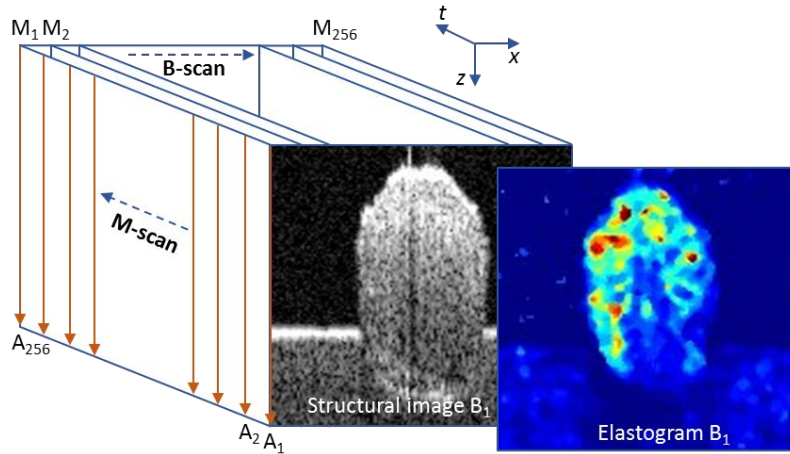 M₁ M₂
M₂₅₆
t
x
z
B-scan
M-scan
A₂₅₆
A₂ A₁
Structural image B₁
Elastogram B₁